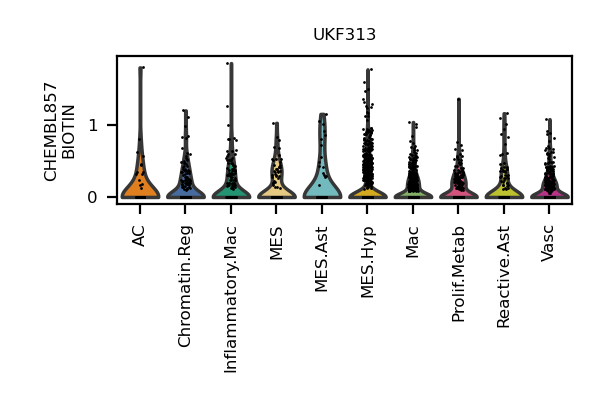 UKF313
CHEMBL857
BIOTIN
1
0
AC
Chromatin.Reg
Inflammatory.Mac
MES
MES.Ast
MES.Hyp
Mac
Prolif.Metab
Reactive.Ast
Vasc